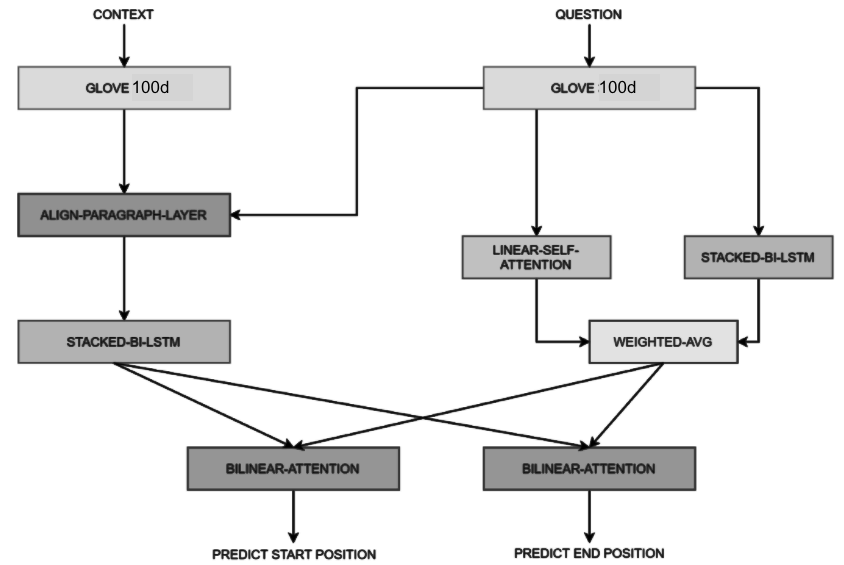 CONTEXT
QUESTION
GLOVE 100d
GLOVE 100d
ALIGN-PARAGRAPH-LAYER
LINEAR-SELF-
ATTENTION
STACKED-BI-LSTM
STACKED-BI-LSTM
WEIGHTED-AVG
BILINEAR-ATTENTION
BILINEAR-ATTENTION
PREDICT START POSITION
PREDICT END POSITION